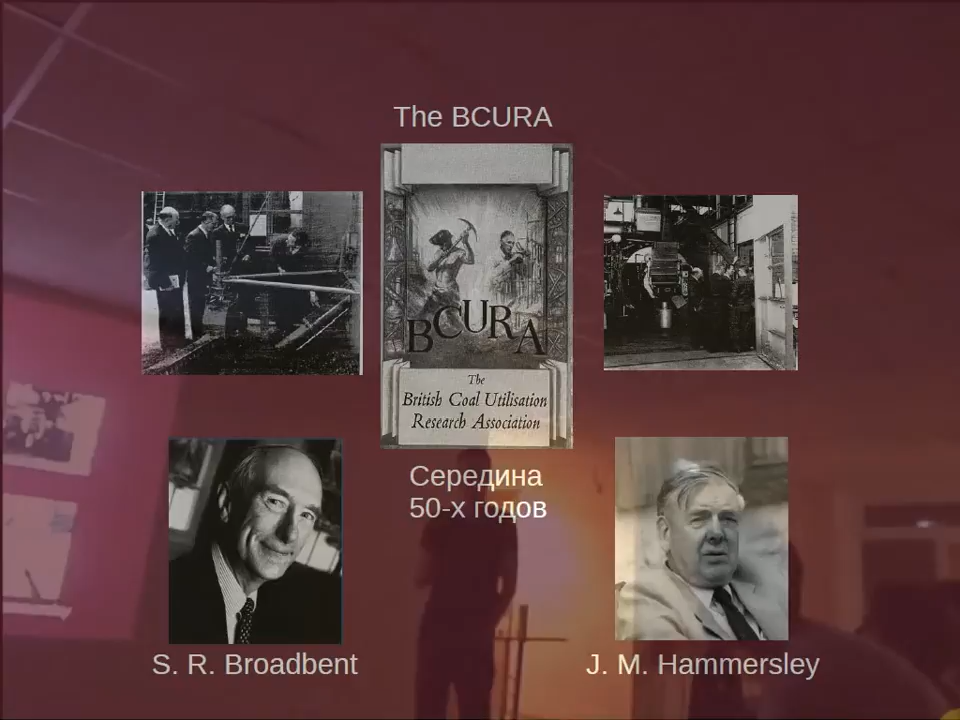 The BCURA
BCURA
The
British Coal Utilisation
Research Association
Середина
50-х годов
S. R. Broadbent
J. M. Hammersley